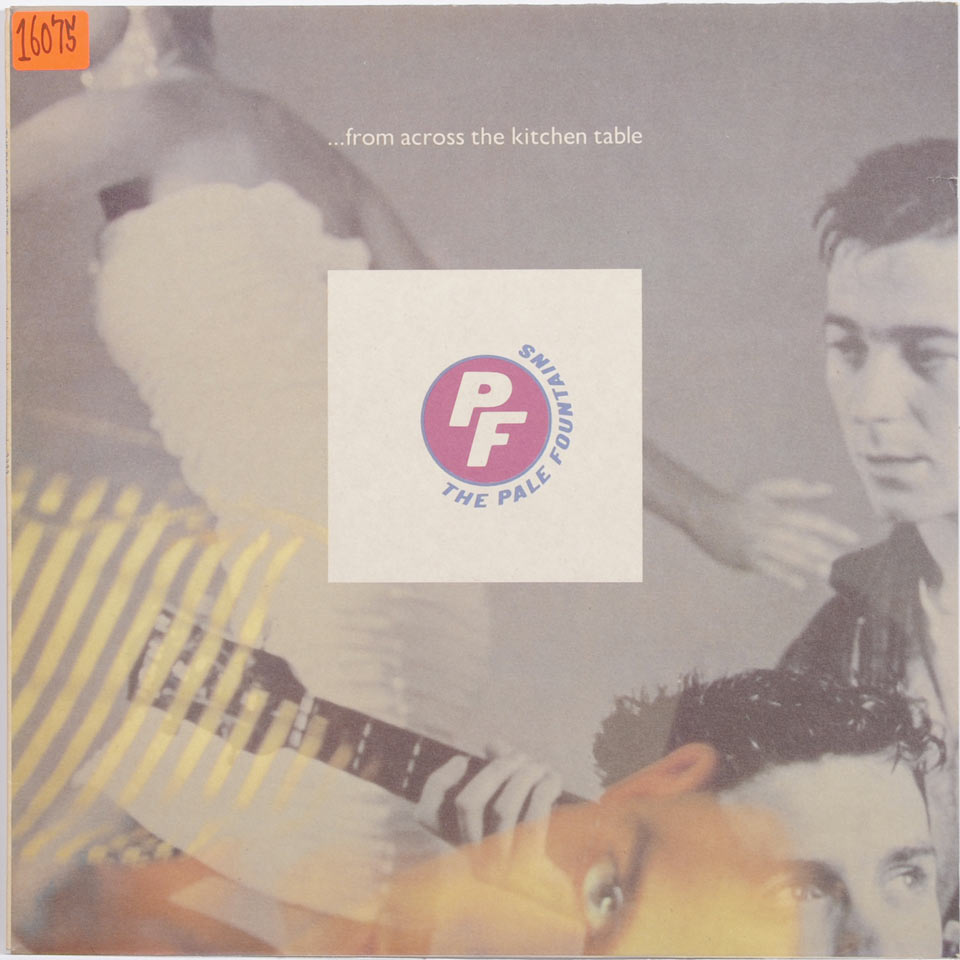 16075
...from across the kitchen table
PF
THE PALE FOUNTAINS